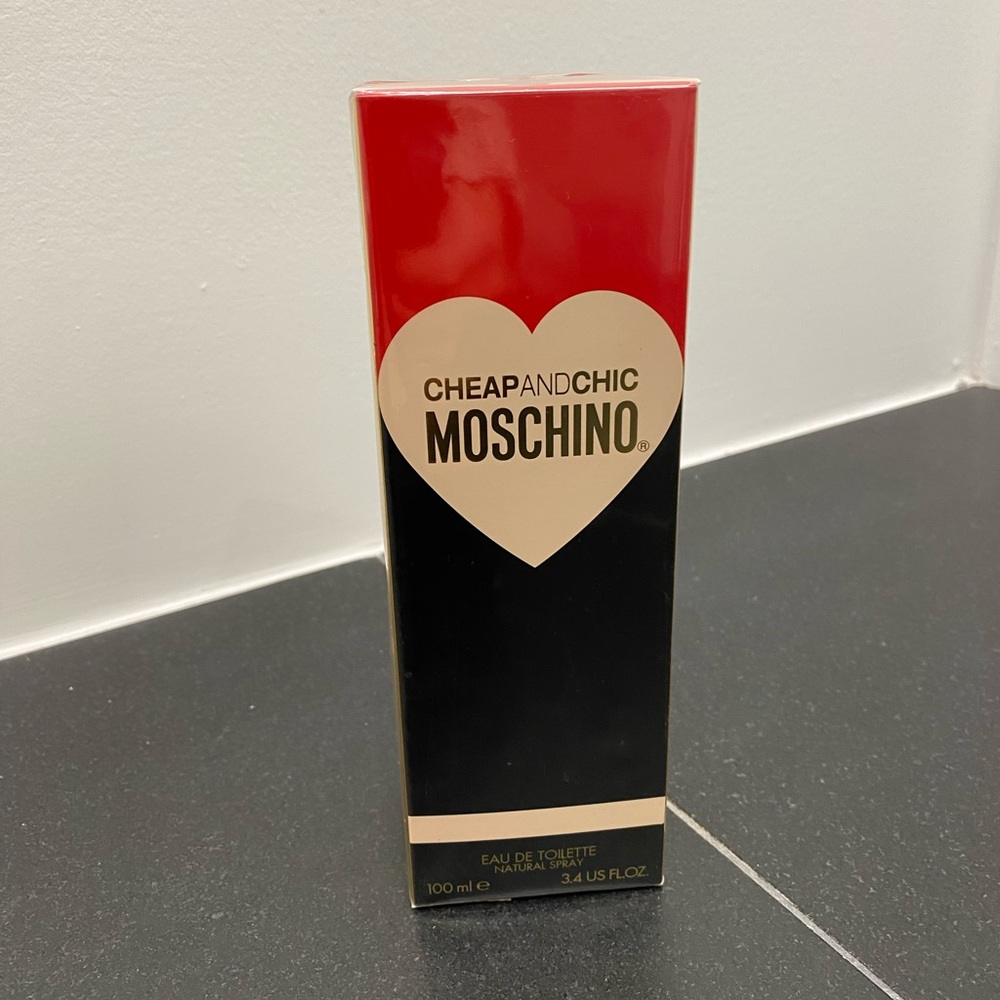 CHEAPANDCHIC
MOSCHINO®
EAU DE TOILETTE
NATURAL SPRAY
100 ml ℮ 3.4 US FL.OZ.